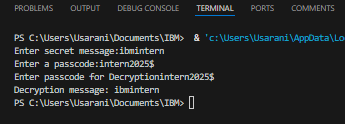 PROBLEMS OUTPUT DEBUG CONSOLE TERMINAL PORTS
PS C:\Users\Usarani\Documents\IBM> & 'c:\Users\Usarani\AppData\Lo
Enter secret message:ibmintern
Enter a passcode:intern2025$
Enter passcode for Decryptionintern2025$
Decryption message: ibmintern
PS C:\Users\Usarani\Documents\IBM>